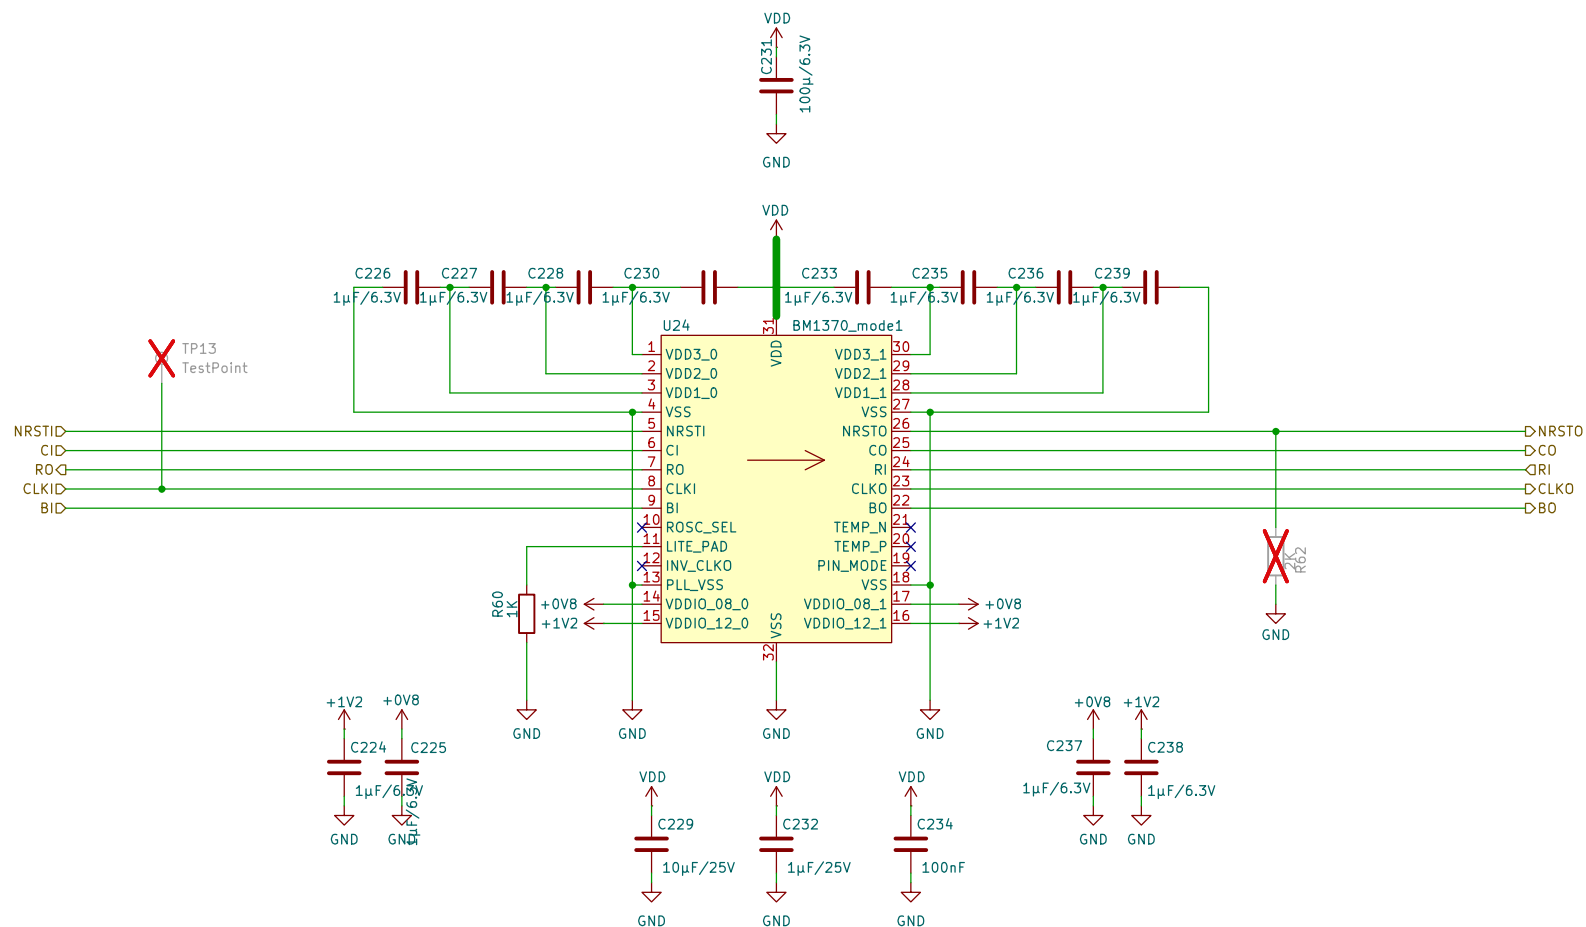 VDD
C231
100µ/6.3V
GND
VDD
C226
C227
C228
C230
C233
C235
C236
C239
1µF/6.3V
1µF/6.3V
1µF/6.3V
1µF/6.3V
1µF/6.3V
1µF/6.3V
1µF/6.3V
1µF/6.3V
U24
31
BM1370_mode1
VDD
TP13
TestPoint
1 VDD3_0
VDD3_1 30
2 VDD2_0
VDD2_1 29
3 VDD1_0
VDD1_1 28
4 VSS
VSS 27
NRSTI
5 NRSTI
NRSTO 26
NRSTO
CI
6 CI
CO 25
CO
RO
7 RO
RI 24
RI
CLKI
8 CLKI
CLKO 23
CLKO
BI
9 BI
BO 22
BO
10 ROSC_SEL
TEMP_N 21
11 LITE_PAD
TEMP_P 20
12 INV_CLKO
PIN_MODE 19
13 PLL_VSS
VSS 18
+0V8
14 VDDIO_08_0
VDDIO_08_1 17
+0V8
+1V2
15 VDDIO_12_0
VDDIO_12_1 16
+1V2
VSS
32
R60
1K
2K
R62
GND
GND
GND
GND
GND
+1V2
C224
1µF/6.3V
GND
+0V8
C225
1µF/6.3V
GND
VDD
C229
10µF/25V
GND
VDD
C232
1µF/25V
GND
VDD
C234
100nF
GND
+0V8
C237
1µF/6.3V
GND
+1V2
C238
1µF/6.3V
GND